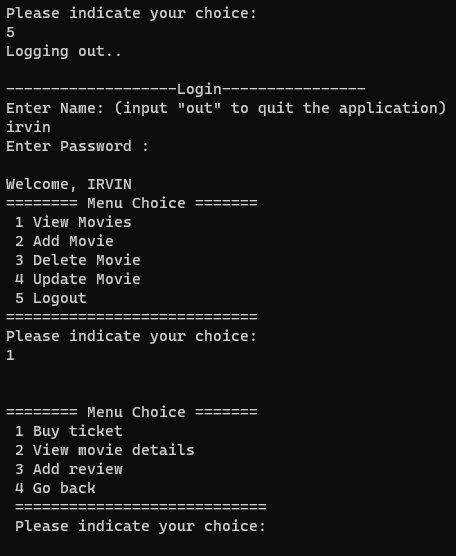 Please indicate your choice:
5
Logging out..
-------------------Login----------------
Enter Name: (input "out" to quit the application)
irvin
Enter Password :
Welcome, IRVIN
======== Menu Choice =======
1 View Movies
2 Add Movie
3 Delete Movie
4 Update Movie
5 Logout
============================
Please indicate your choice:
1
======== Menu Choice =======
1 Buy ticket
2 View movie details
3 Add review
4 Go back
============================
Please indicate your choice: